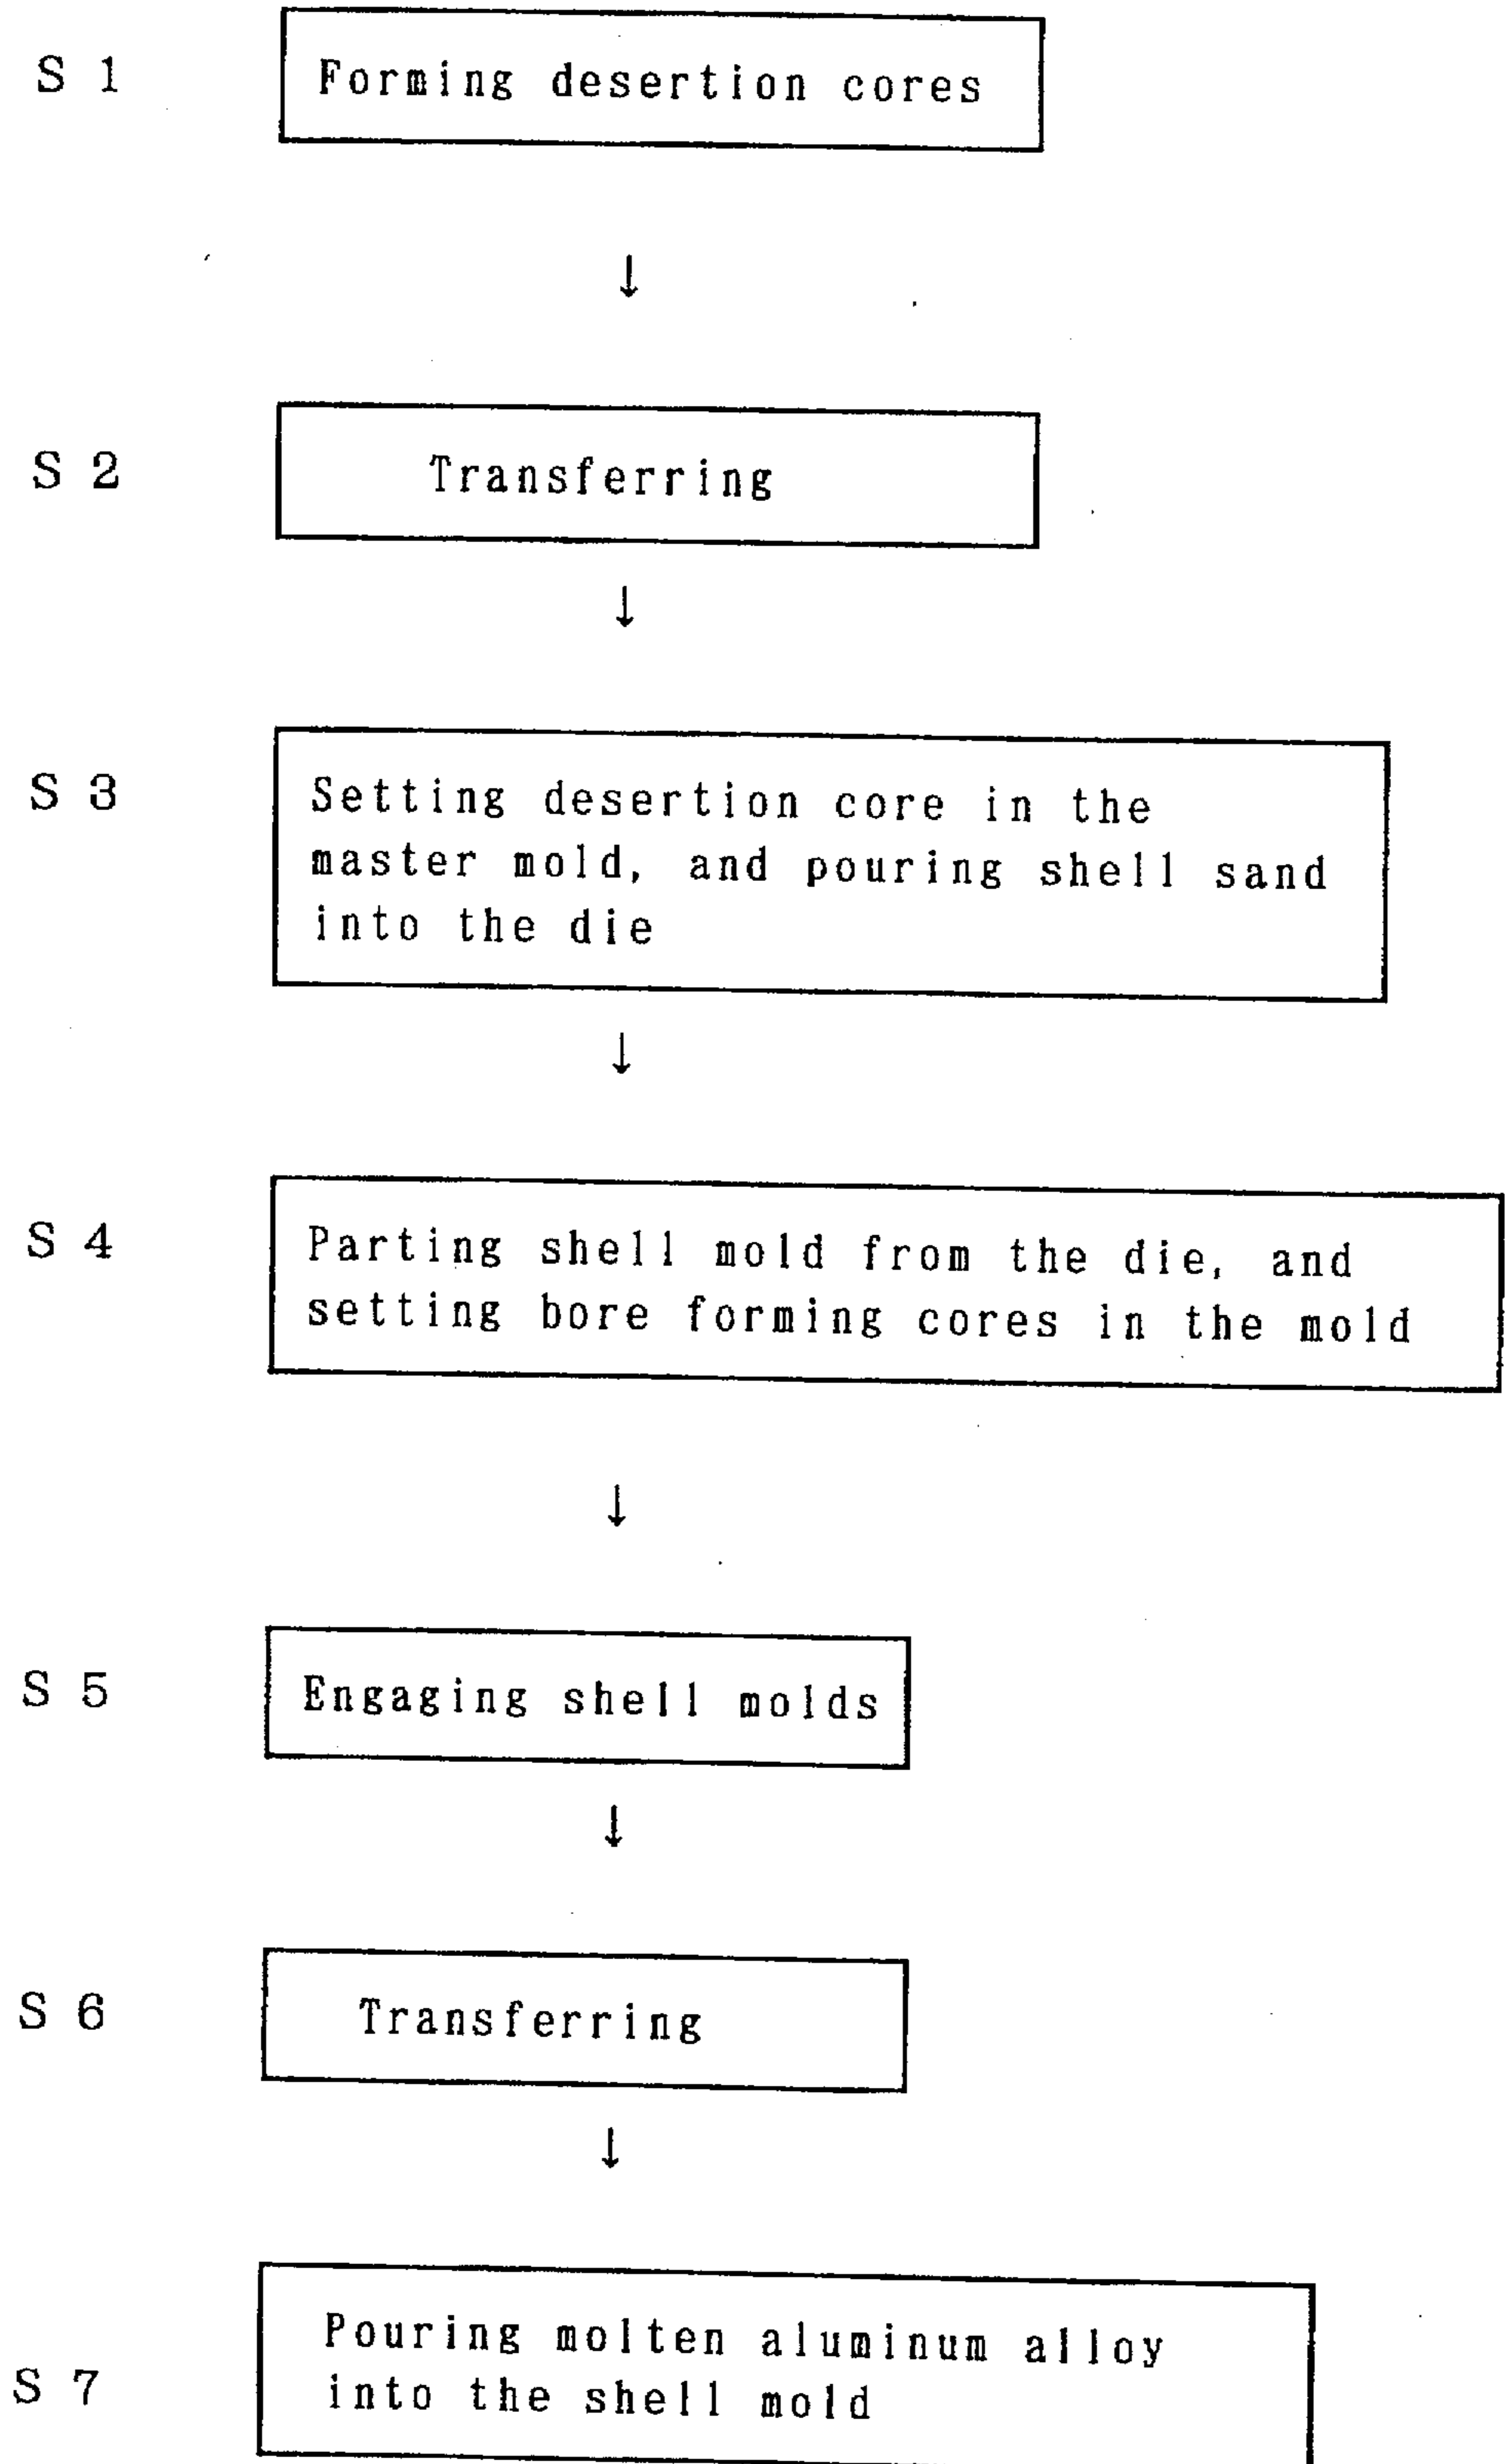 S 1 Forming desertion cores
↓
S 2 Transferring
↓
S 3 Setting desertion core in the
master mold, and pouring shell sand
into the die
↓
S 4 Parting shell mold from the die, and
setting bore forming cores in the mold
↓
S 5 Engaging shell molds
↓
S 6 Transferring
↓
Pouring molten aluminum alloy
S 7 into the shell mold